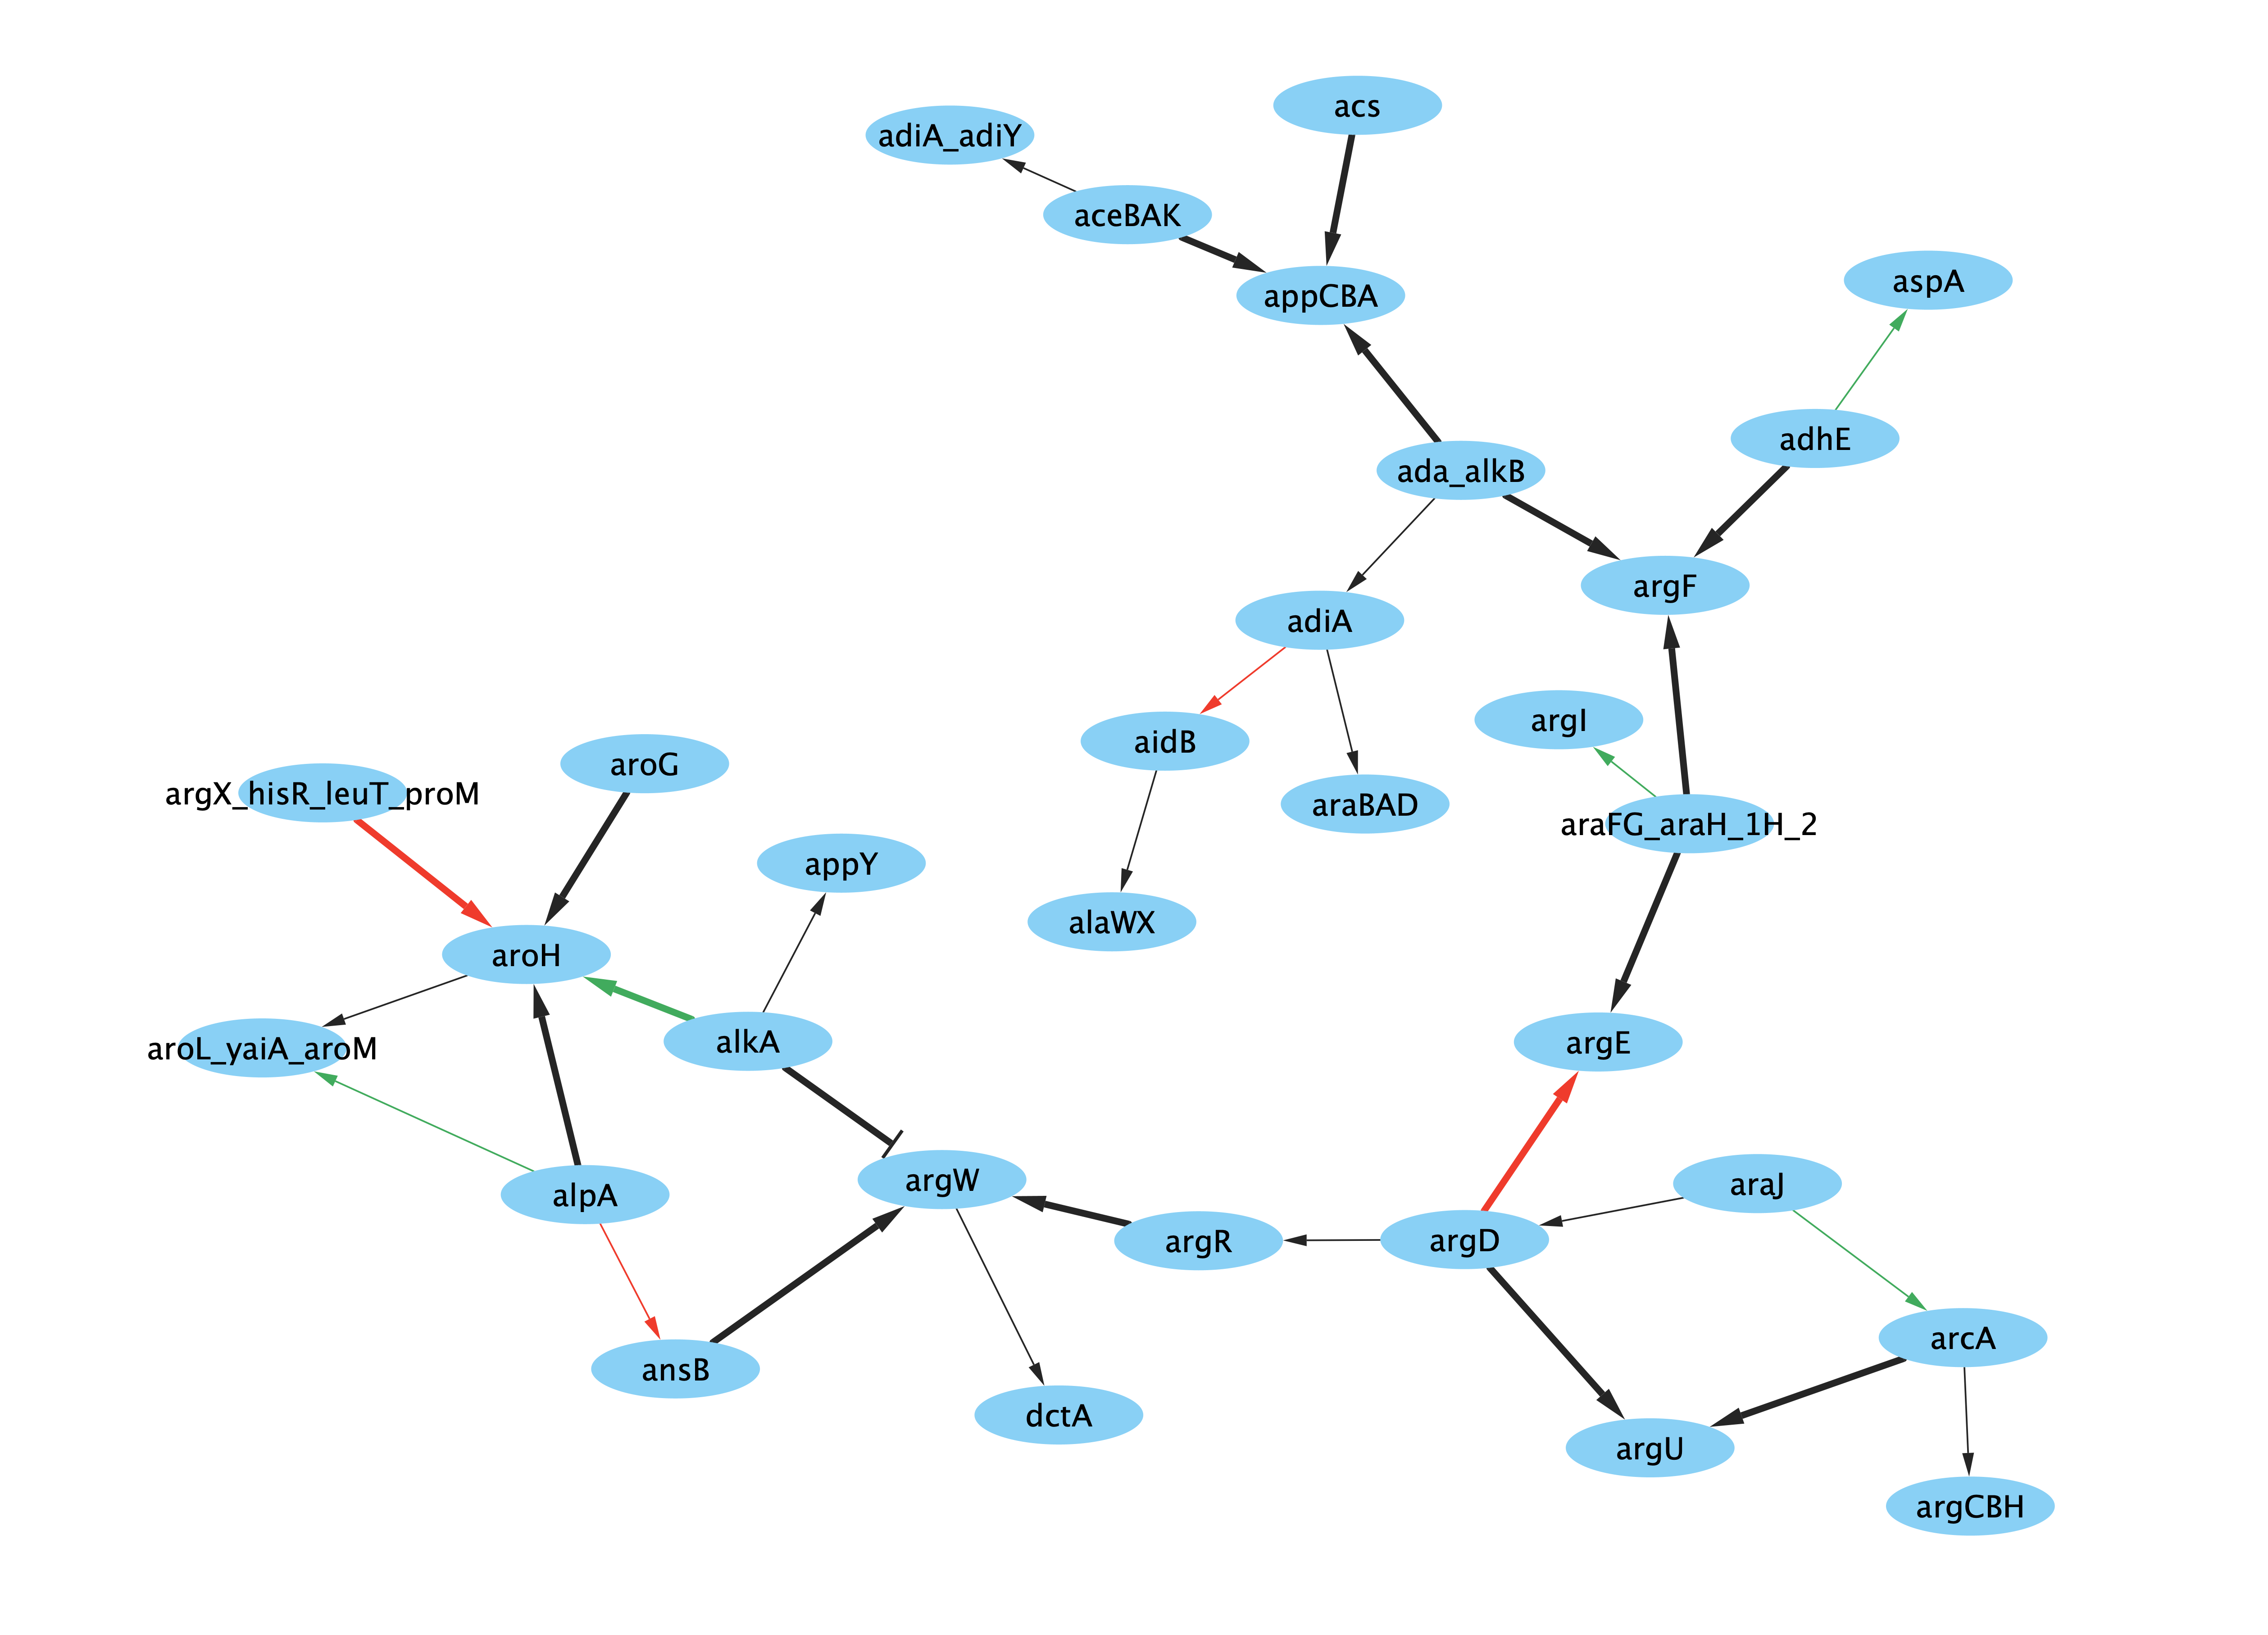 acs
adiA_adiY
aceBAK
aspA
appCBA
adhE
ada_alkB
argF
adiA
argI
aidB
aroG
argX_hisR_leuT_proM
araBAD
araFG_araH_1H_2
appY
alaWX
aroH
alkA
argE
aroL_yaiA_aroM
argW
araJ
alpA
argR
argD
arcA
ansB
dctA
argU
argCBH